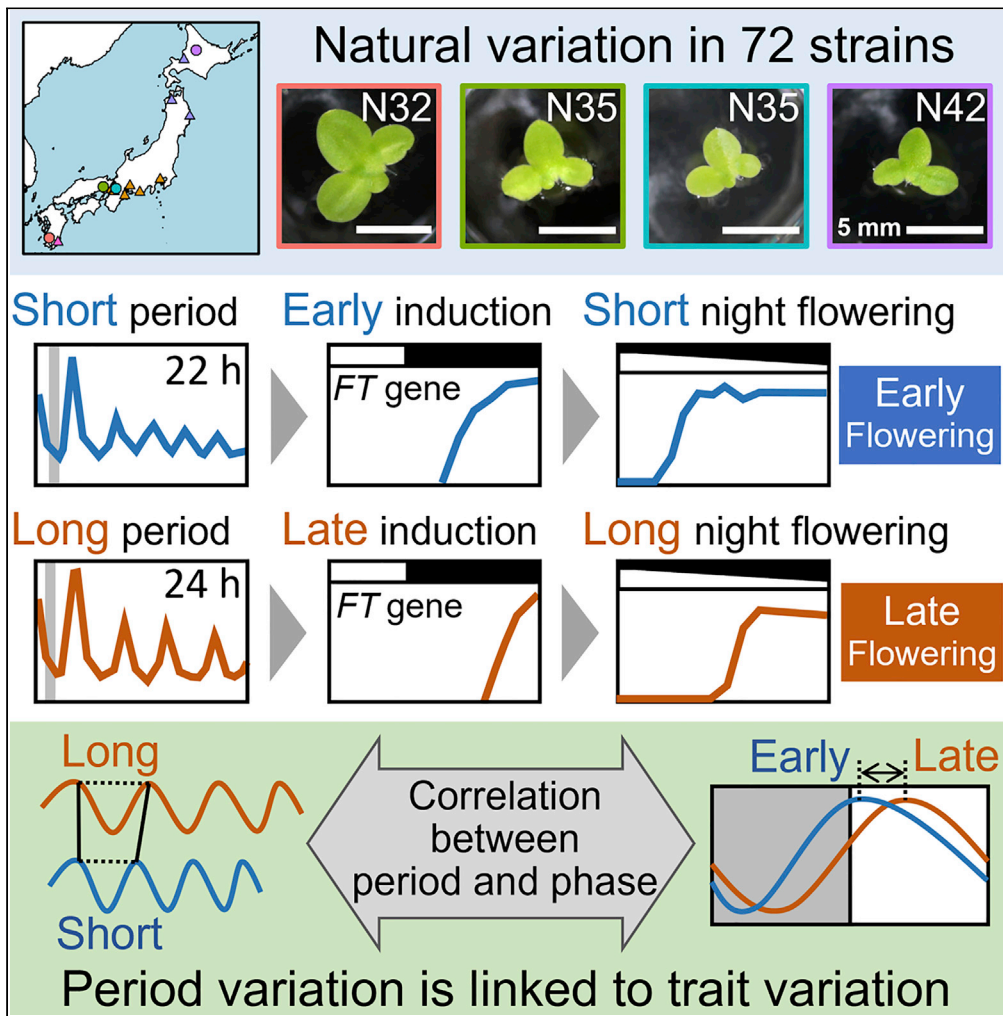 Natural variation in 72 strains
N32
N35
N35
N42
5 mm
Short period
Early induction
Short night flowering
22 h
FT gene
Early
Flowering
Long period
Late induction
Long night flowering
24 h
FT gene
Late
Flowering
Long
Short
Correlation
between
period and phase
Early
Late
Period variation is linked to trait variation